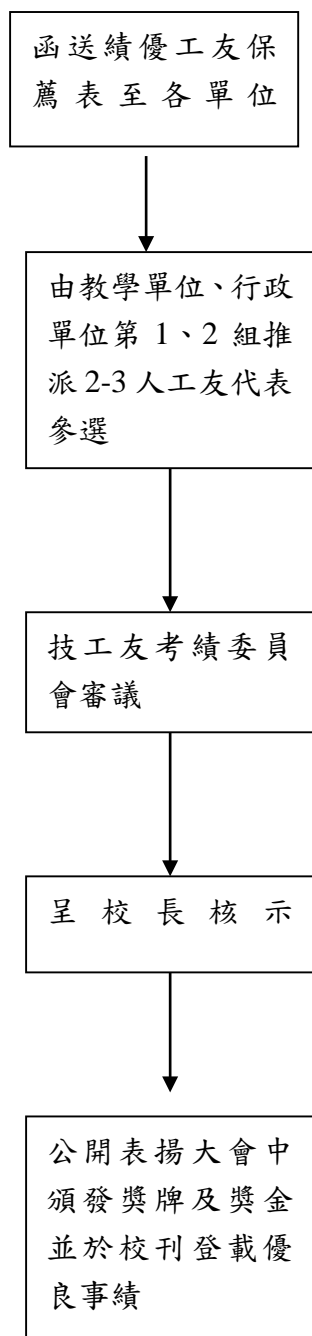 函送績優工友保
薦表至各單位
由教學單位、行政
單位第 1、2 組推
派 2-3 人工友代表
參選
技工友考績委員
會審議
呈校長核示
公開表揚大會中
頒發獎牌及獎金
並於校刊登載優
良事績